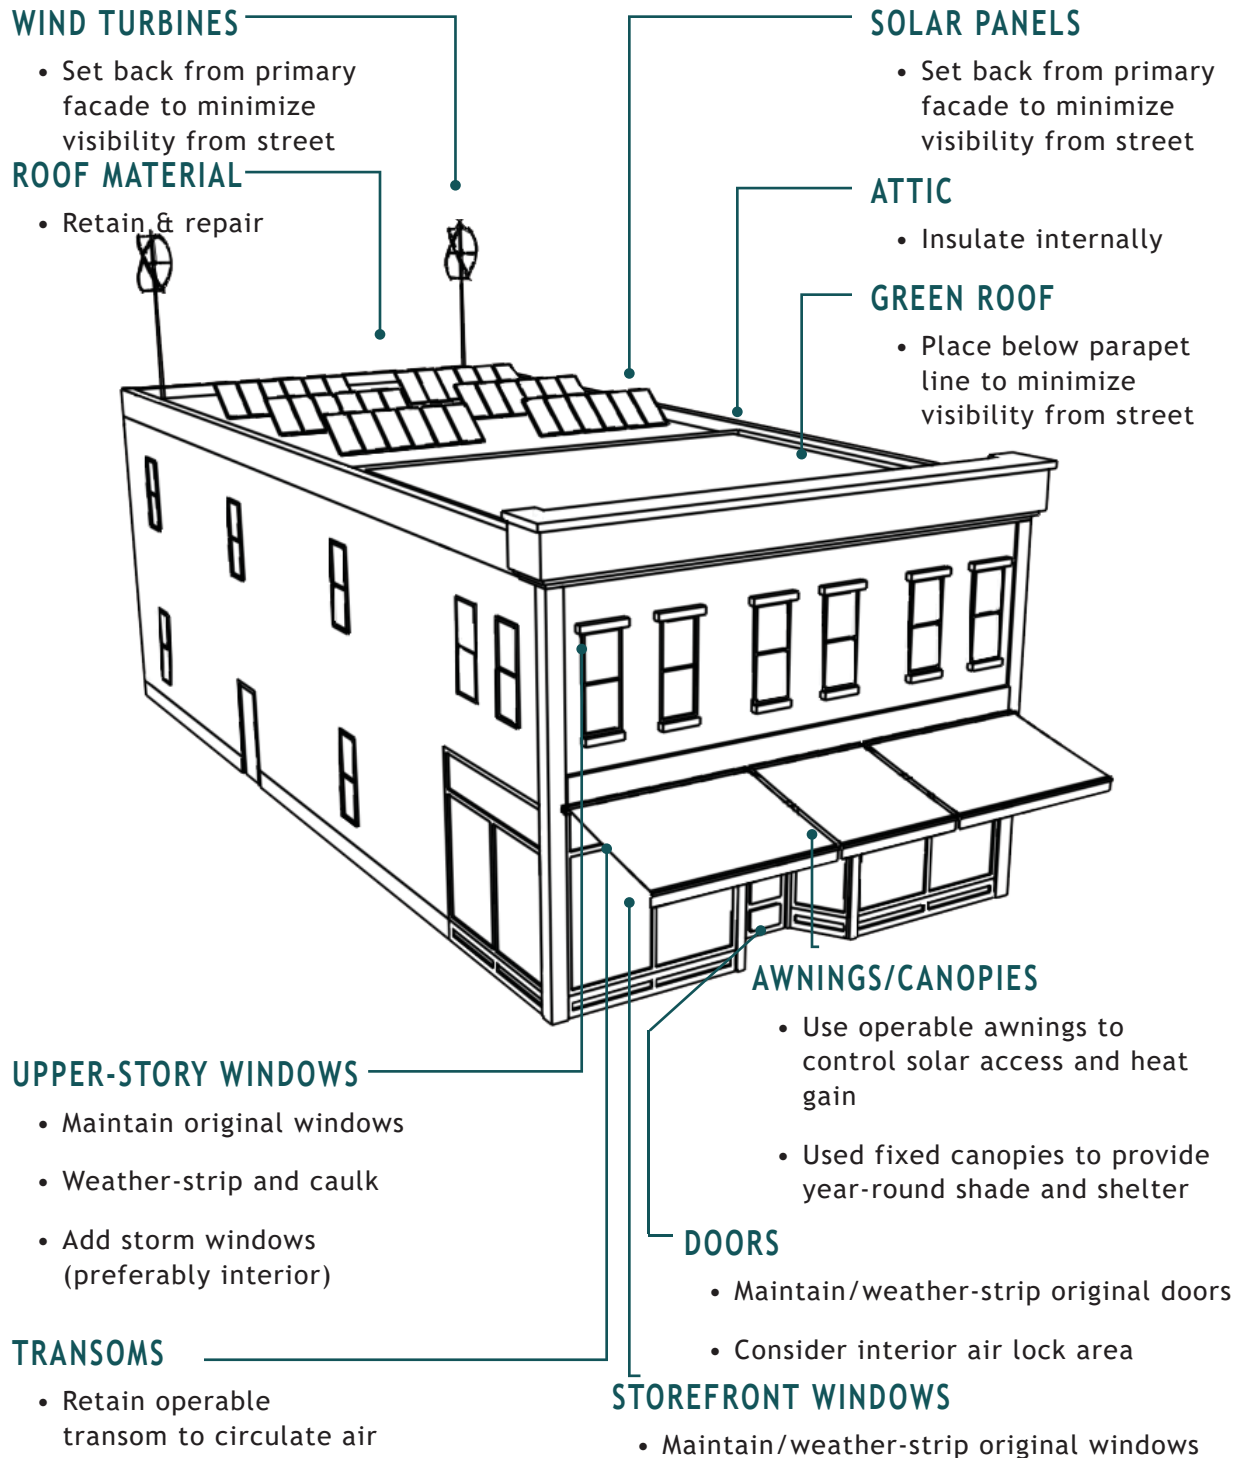 WIND TURBINES
• Set back from primary
facade to minimize
visibility from street
ROOF MATERIAL
• Retain & repair
SOLAR PANELS
• Set back from primary
facade to minimize
visibility from street
ATTIC
• Insulate internally
GREEN ROOF
• Place below parapet
line to minimize
visibility from street
UPPER-STORY WINDOWS
• Maintain original windows
• Weather-strip and caulk
• Add storm windows
(preferably interior)
TRANSOMS
• Retain operable
transom to circulate air
AWNINGS/CANOPIES
• Use operable awnings to
control solar access and heat
gain
• Used fixed canopies to provide
year-round shade and shelter
DOORS
• Maintain/weather-strip original doors
• Consider interior air lock area
STOREFRONT WINDOWS
• Maintain/weather-strip original windows